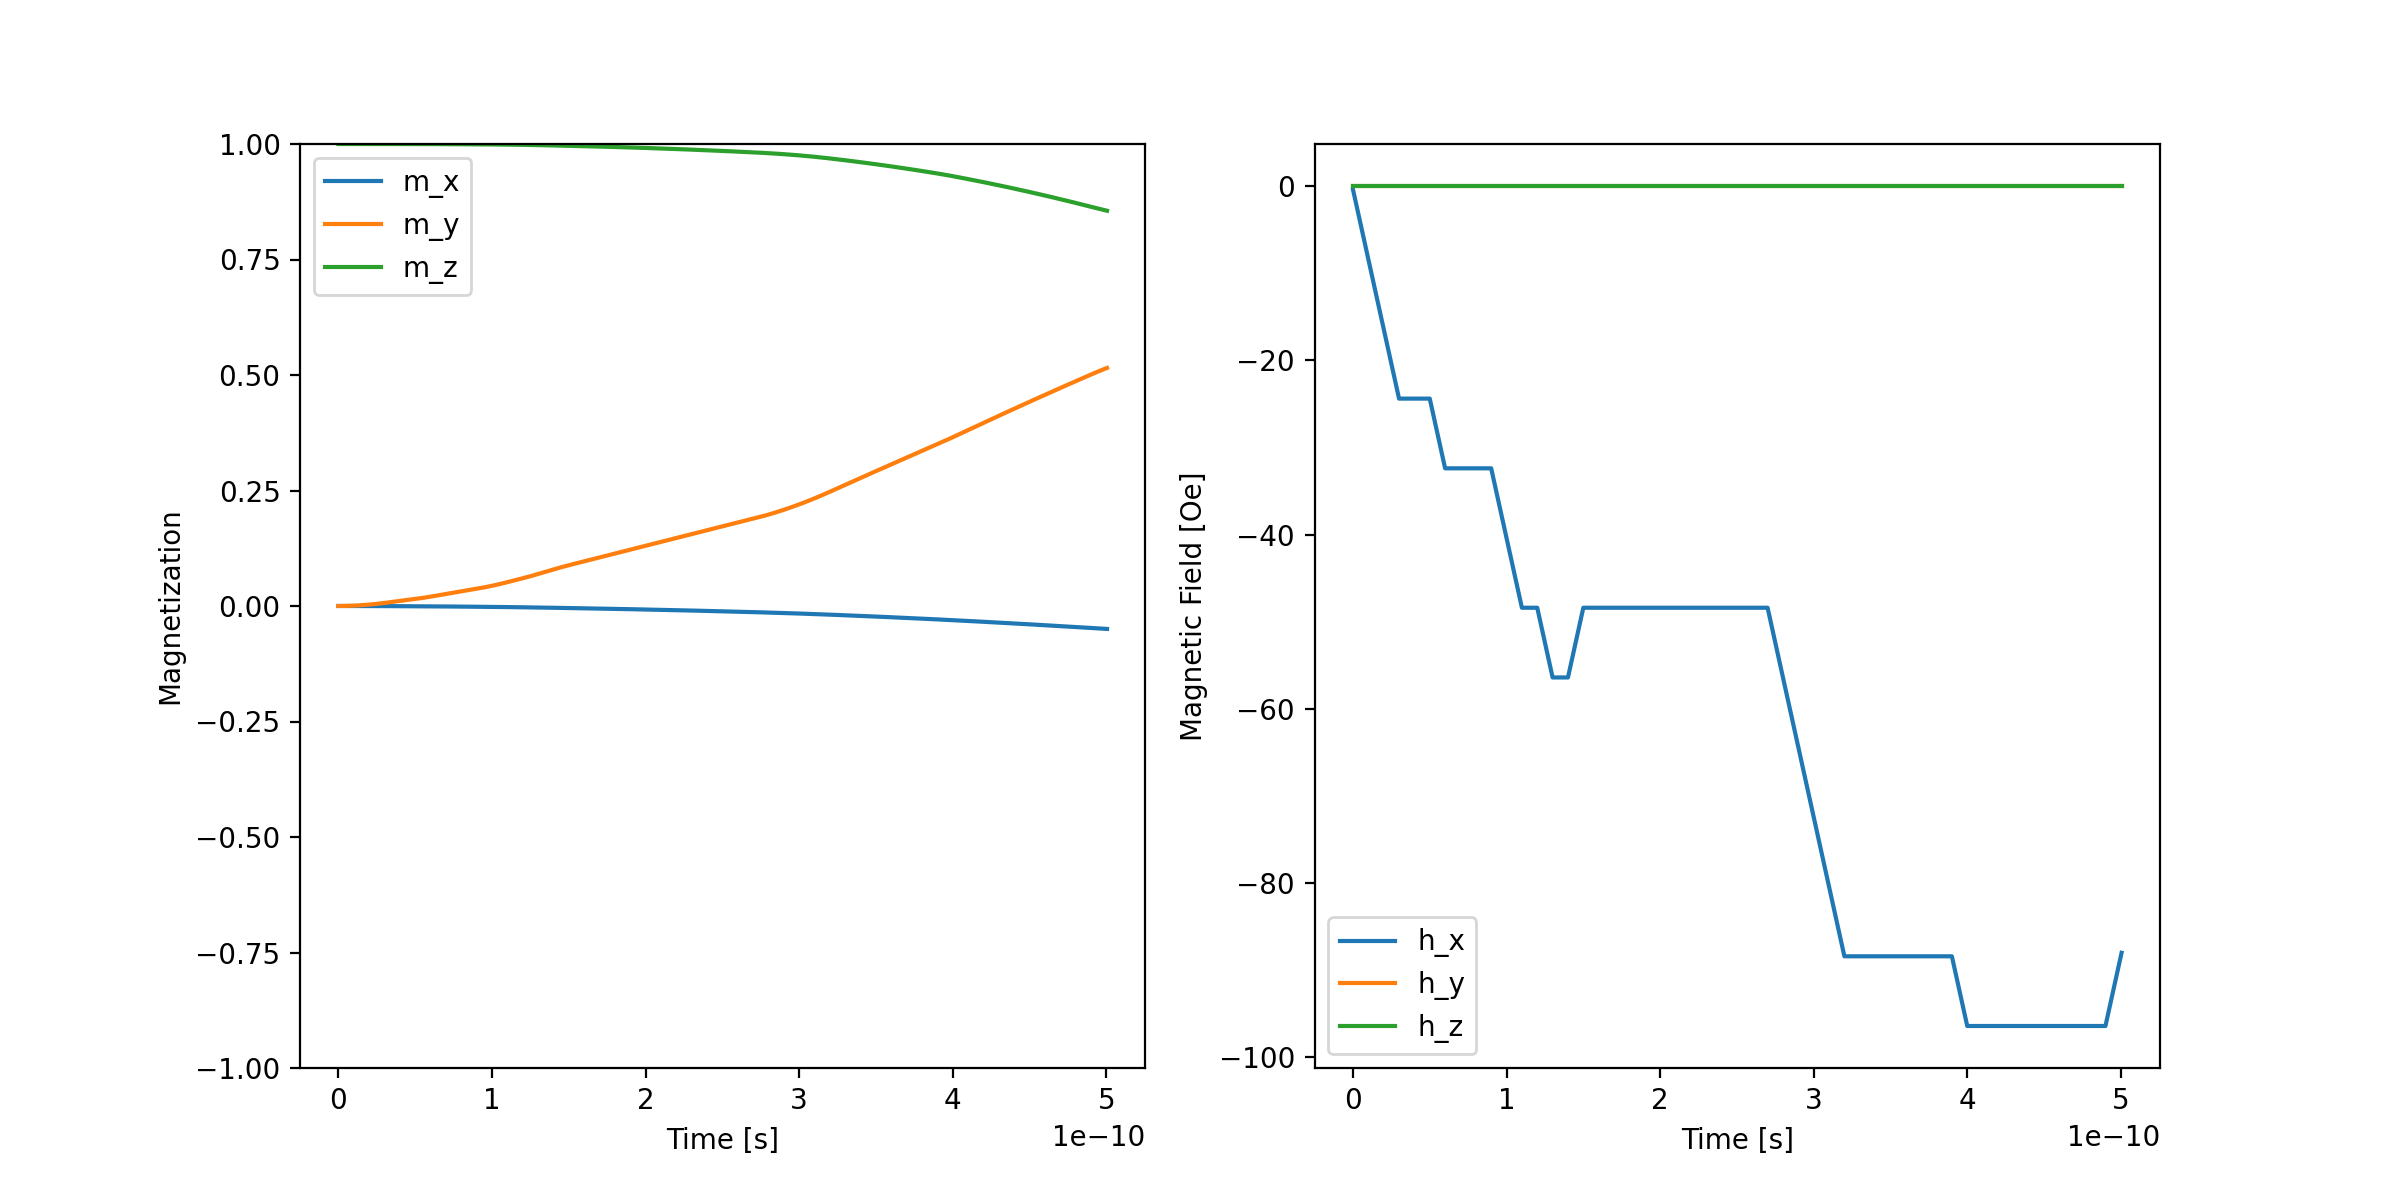 1.00
0.75
0.50
0.25
0.00
−0.25
−0.50
−0.75
−1.00
Magnetization
m_x
m_y
m_z
0 1 2 3 4 5
1e−10
Time [s]
0
−20
−40
−60
−80
−100
Magnetic Field [Oe]
h_x
h_y
h_z
0 1 2 3 4 5
1e−10
Time [s]